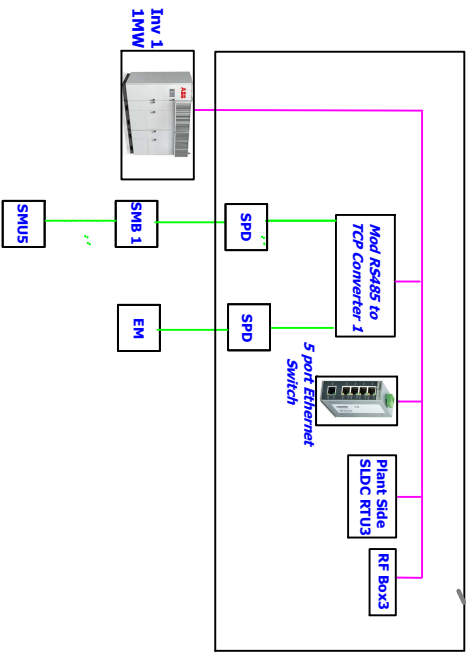 Inv 1
1MW
ABB
SMU5
SMB 1
SPD
Mod RS485 to
TCP Converter 1
EM
SPD
5 port Ethernet
Switch
Plant Side
SLDC RTU3
RF Box3